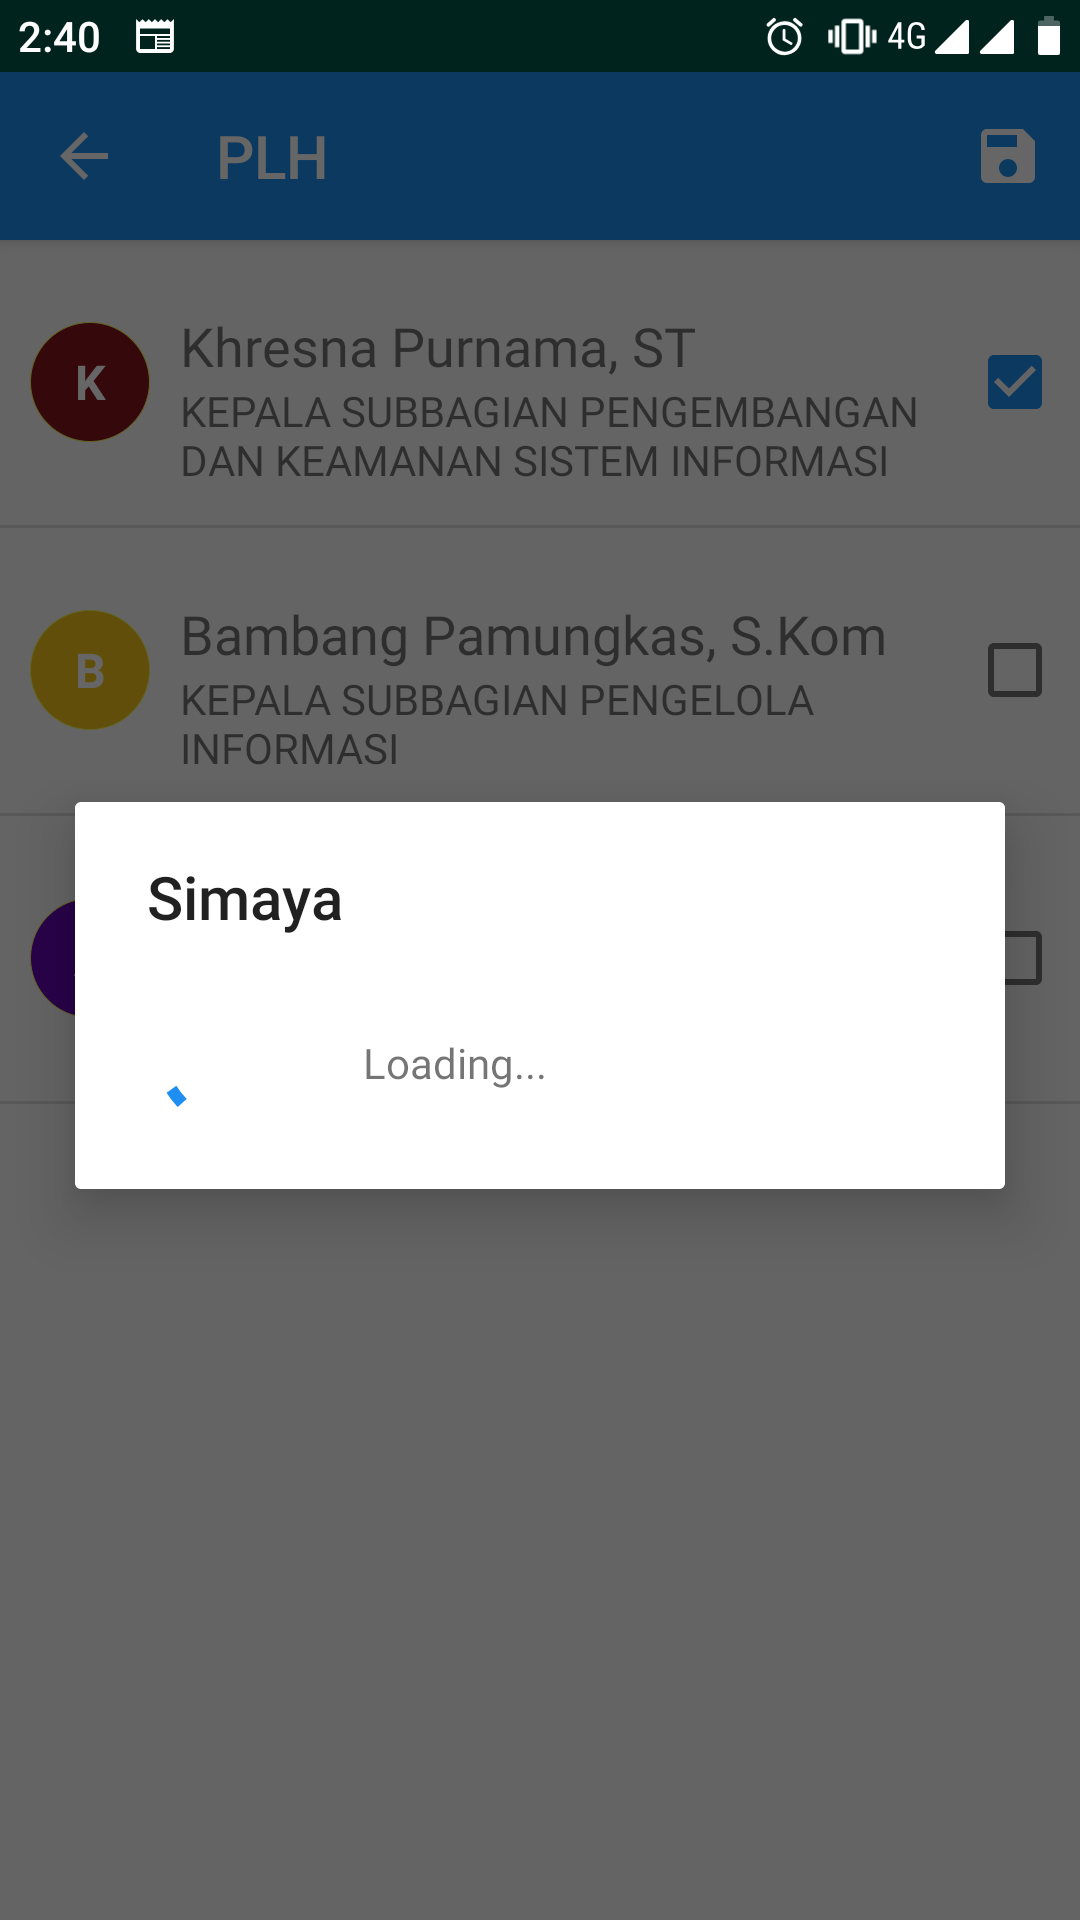 2:40
4G
PLH
K
Khresna Purnama, ST
KEPALA SUBBAGIAN PENGEMBANGAN
DAN KEAMANAN SISTEM INFORMASI
B
Bambang Pamungkas, S.Kom
KEPALA SUBBAGIAN PENGELOLA
INFORMASI
Simaya
Loading...